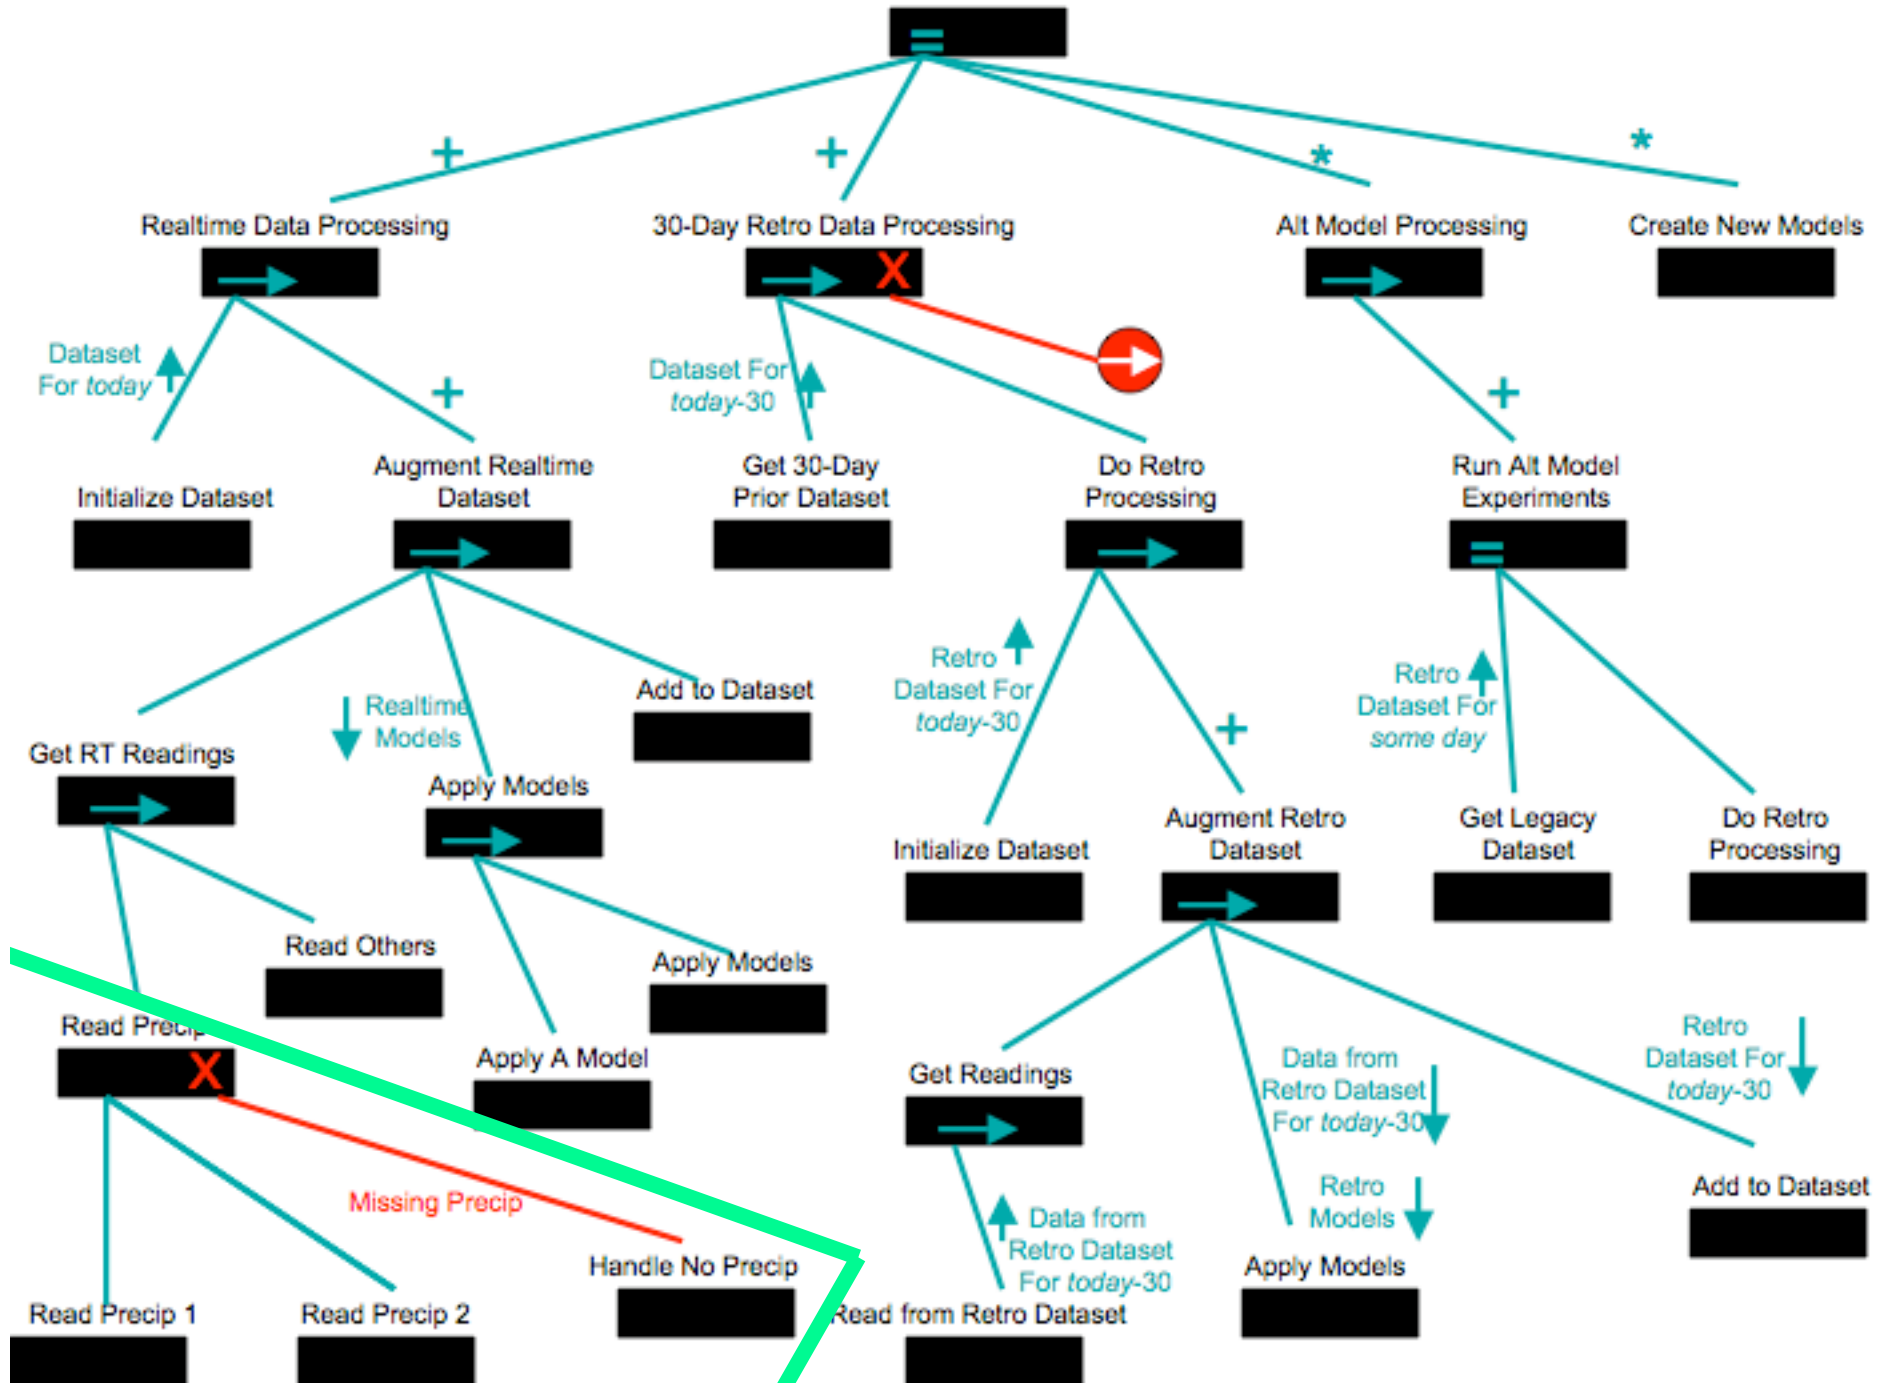 =
+
+
*
*
Realtime Data Processing
30-Day Retro Data Processing
Alt Model Processing
Create New Models
X
Dataset
For today
+
Dataset For
today-30
+
Initialize Dataset
Augment Realtime
Dataset
Get 30-Day
Prior Dataset
Do Retro
Processing
Run Alt Model
Experiments
=
Realtime
Models
Add to Dataset
Retro
Dataset For
today-30
+
Retro
Dataset For
some day
Get RT Readings
Apply Models
Initialize Dataset
Augment Retro
Dataset
Get Legacy
Dataset
Do Retro
Processing
Read Others
Apply Models
Read Precip
X
Apply A Model
Get Readings
Data from
Retro Dataset
For today-30
Retro
Dataset For
today-30
Missing Precip
Retro
Models
Add to Dataset
Data from
Retro Dataset
For today-30
Handle No Precip
Apply Models
Read Precip 1
Read Precip 2
Read from Retro Dataset